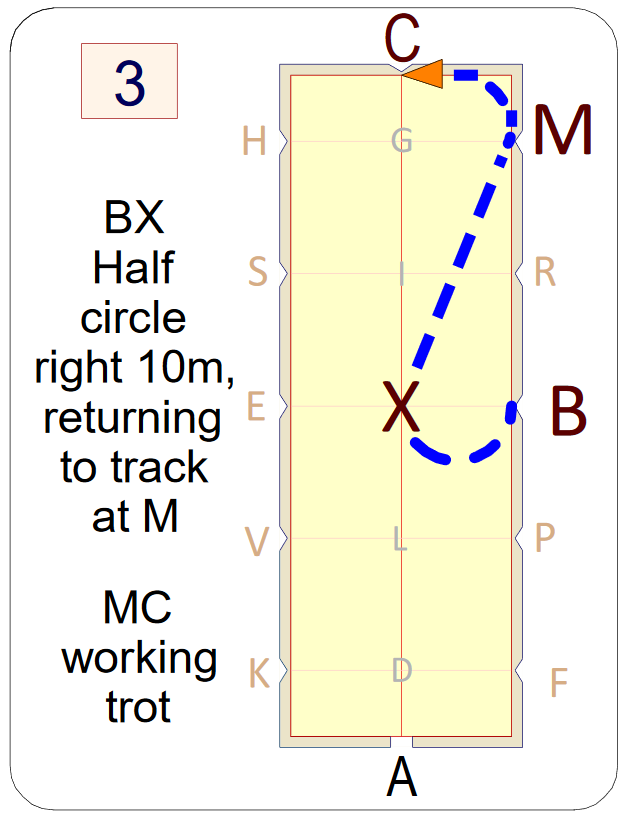 3
BX
Half
circle
right 10m,
returning
to track
at M
MC
working
trot
C
M
H
G
S
I
R
E
X
B
V
L
P
K
D
F
A